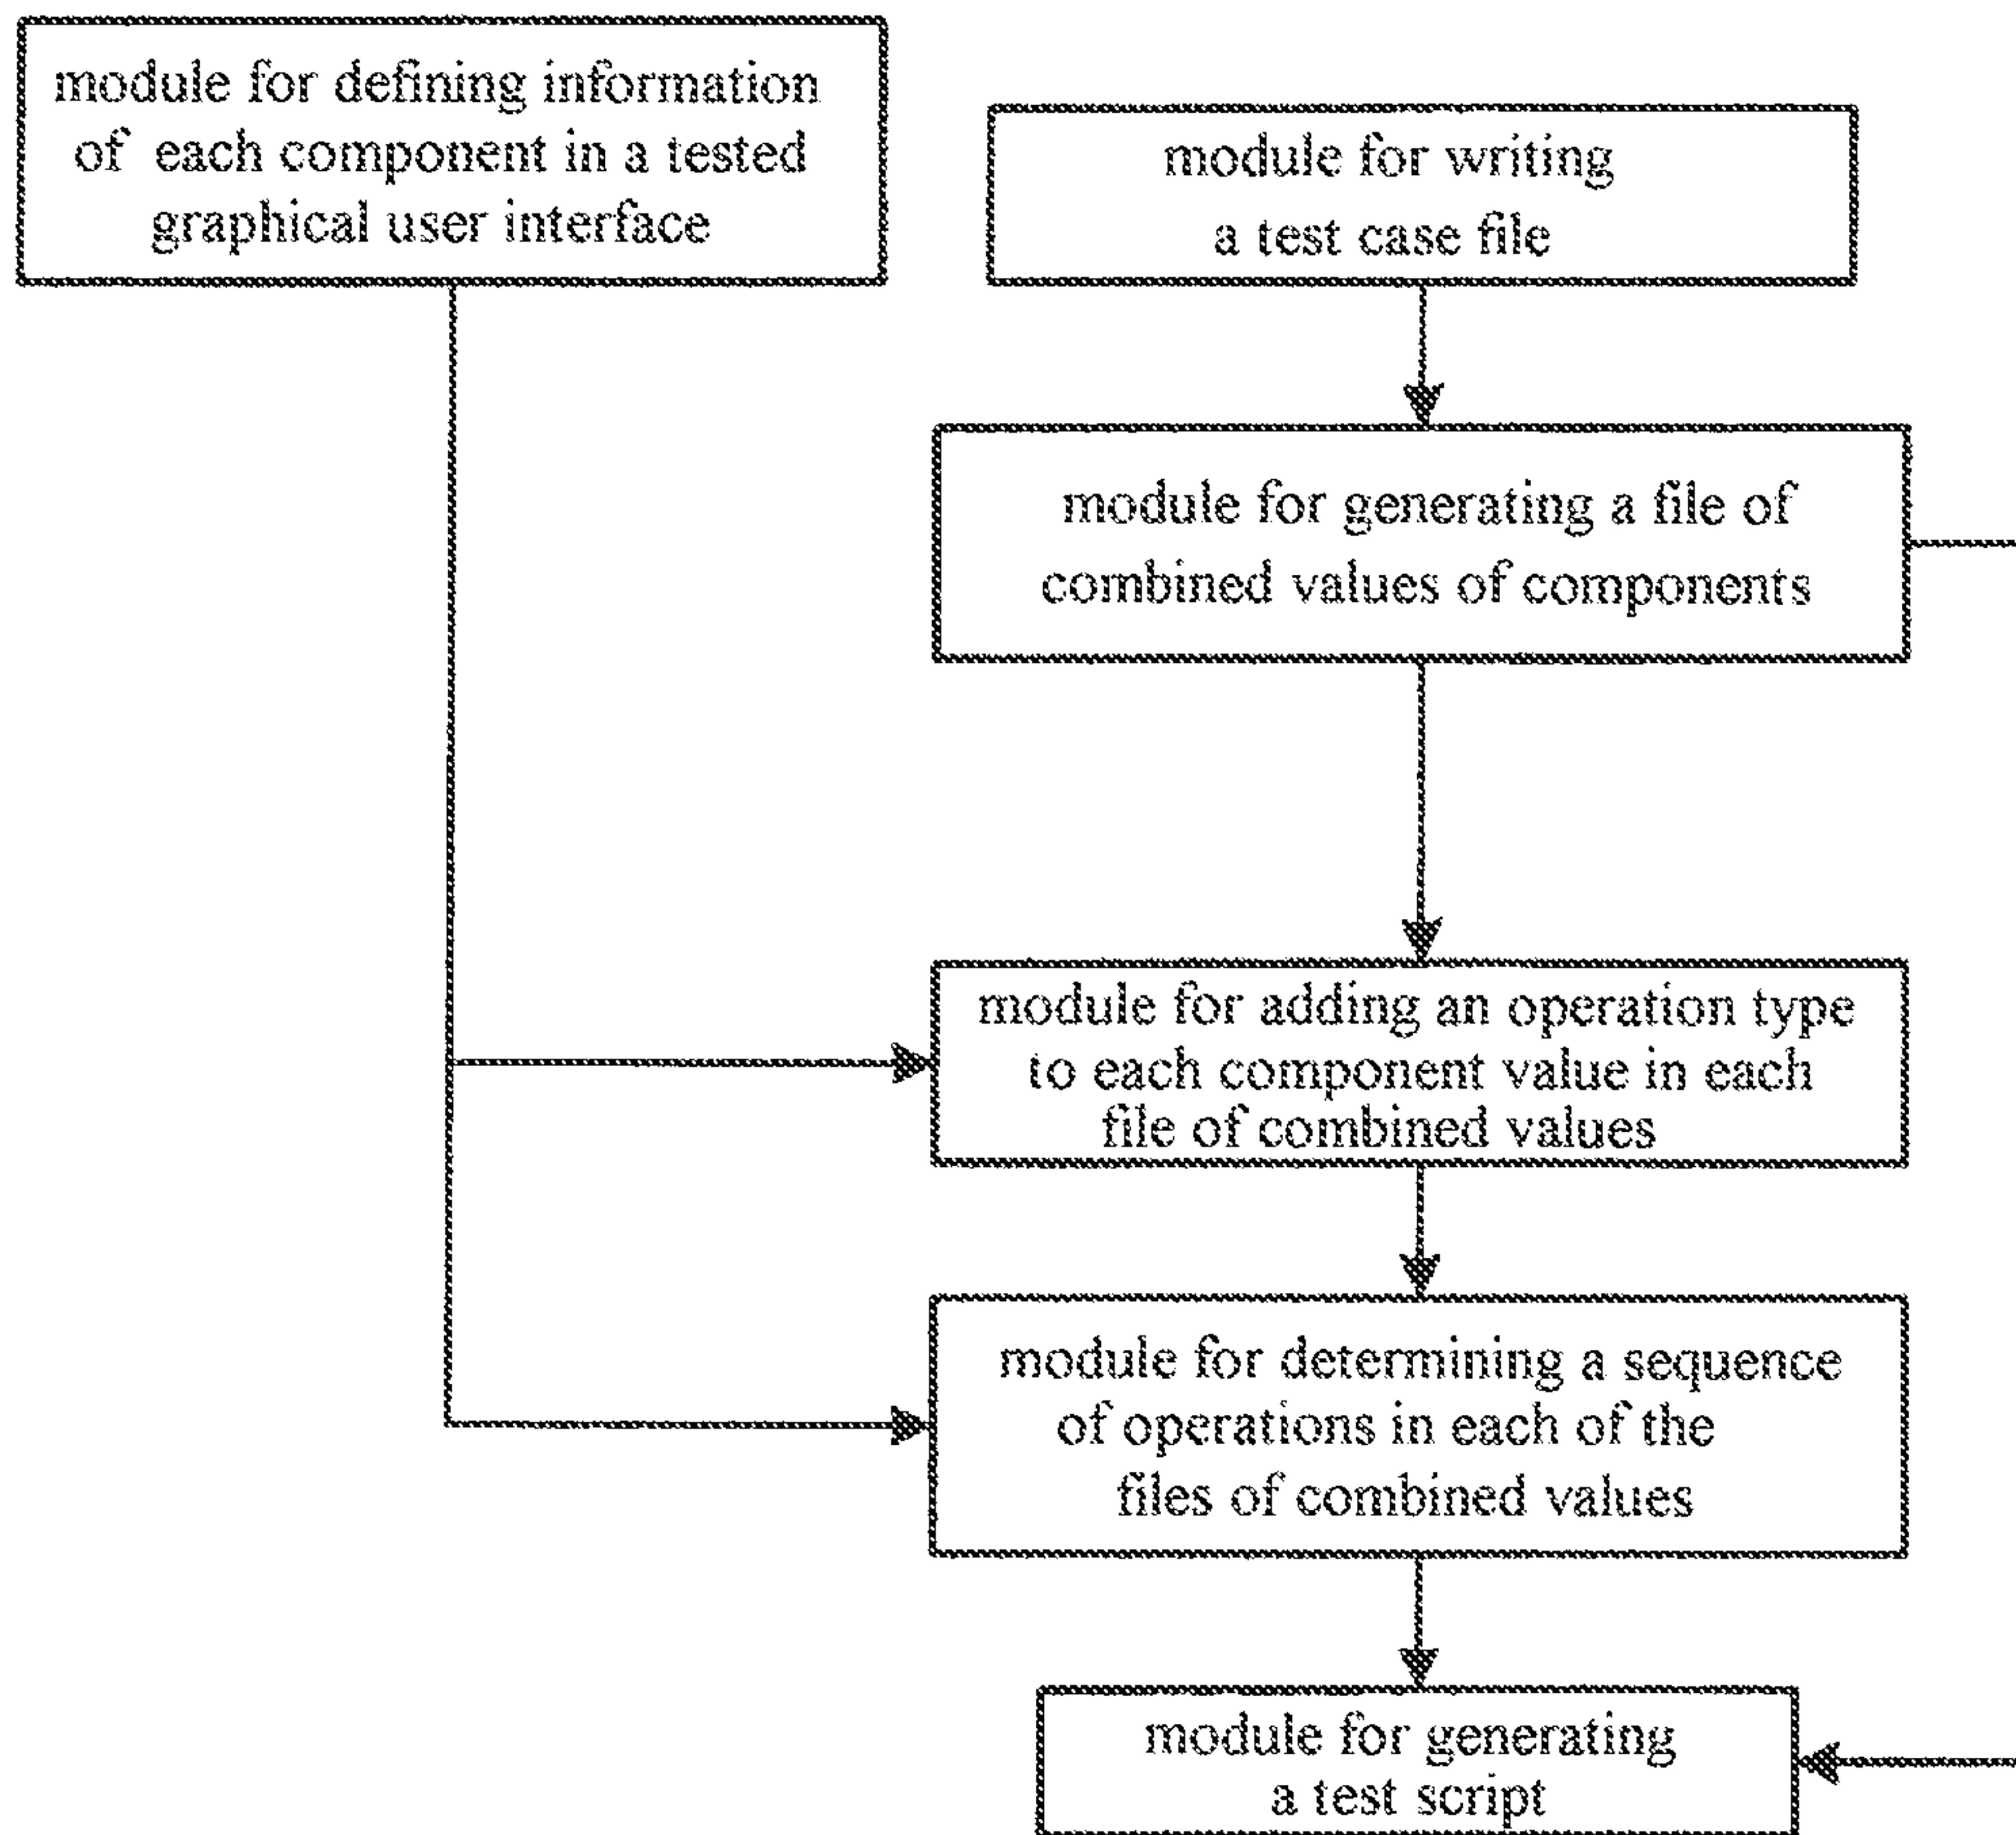 module for defining information
of each component in a tested
graphical user interface
module for writing
a test case file
module for generating a file of
combined values of components
module for adding an operation type
to each component value in each
file of combined values
module for determining a sequence
of operations in each of the
files of combined values
module for generating
a test script